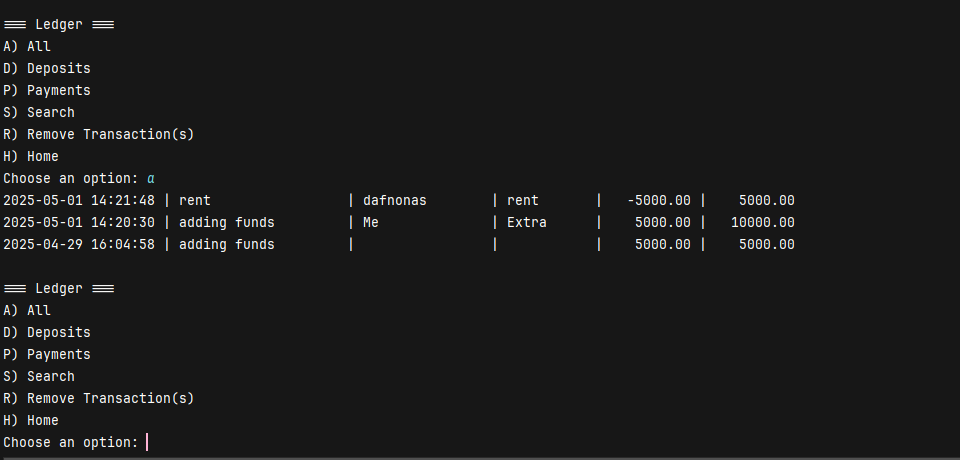 === Ledger ===
A) All
D) Deposits
P) Payments
S) Search
R) Remove Transaction(s)
H) Home
Choose an option: a
2025-05-01 14:21:48 | rent                 | dafnonas        | rent       |   -5000.00 |    5000.00
2025-05-01 14:20:30 | adding funds         | Me              | Extra      |    5000.00 |   10000.00
2025-04-29 16:04:58 | adding funds         |                 |            |    5000.00 |    5000.00
=== Ledger ===
A) All
D) Deposits
P) Payments
S) Search
R) Remove Transaction(s)
H) Home
Choose an option: